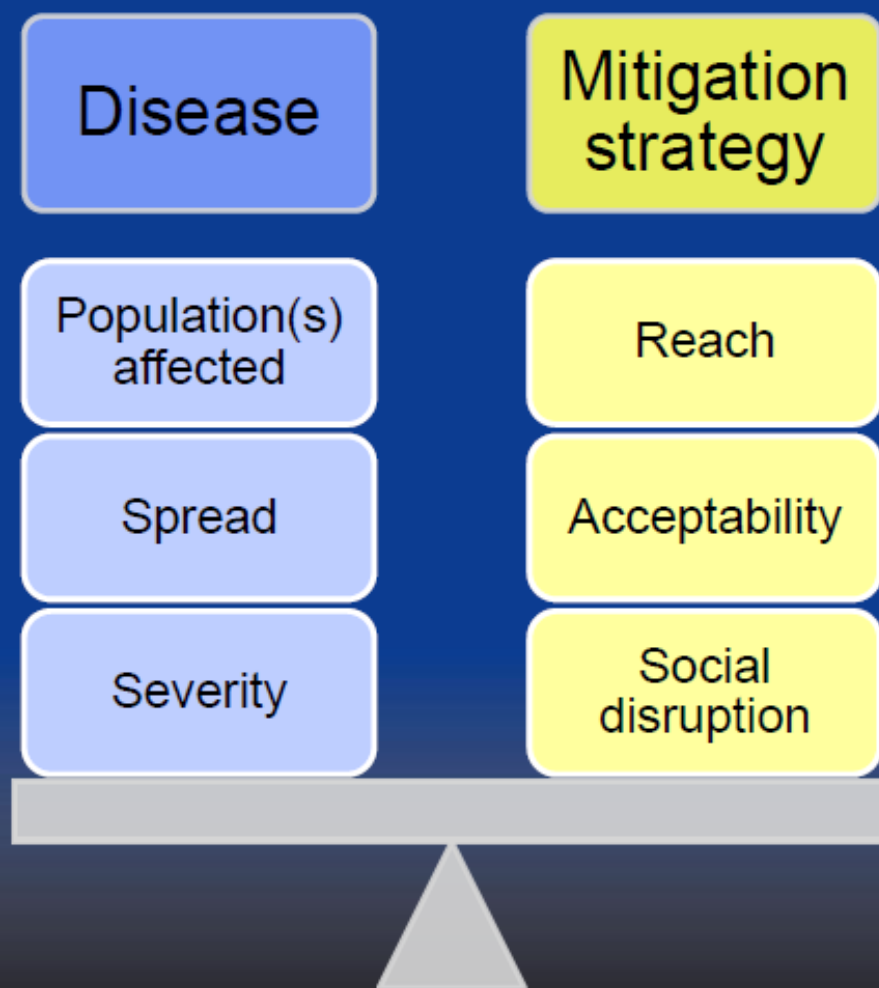 Disease
Mitigation
strategy
Population(s)
affected
Reach
Spread
Acceptability
Severity
Social
disruption